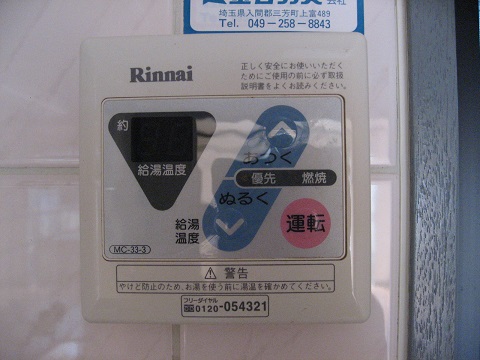 会社
埼玉県入間郡三芳町上富489
Tel. 049-258-8843
Rinnai
正しく安全にお使いいただく
ためにご使用の前に必ず取扱
説明書をよくお読みください。
約
給湯温度
あつく
優先 燃焼
ぬるく
給湯
温度
運転
MC-33-3
警告
やけど防止のため、お湯を使う前に湯温を確かめてください。
フリーダイヤル
0120-054321